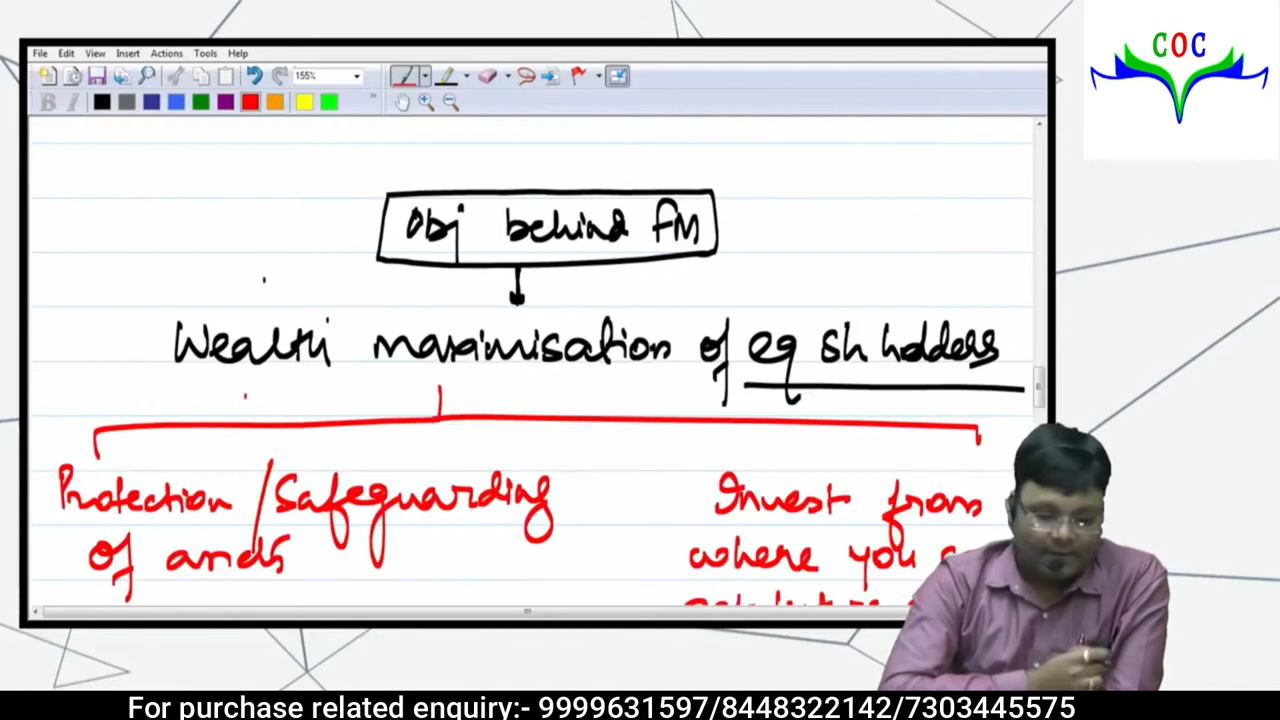 COC
File Edit View Insert Actions Tools Help
155%
B I
Obj behind FM
Wealth maximisation of eq sh holders
Protection / Safeguarding
of assets
Invest from
where you
For purchase related enquiry:- 9999631597/8448322142/7303445575